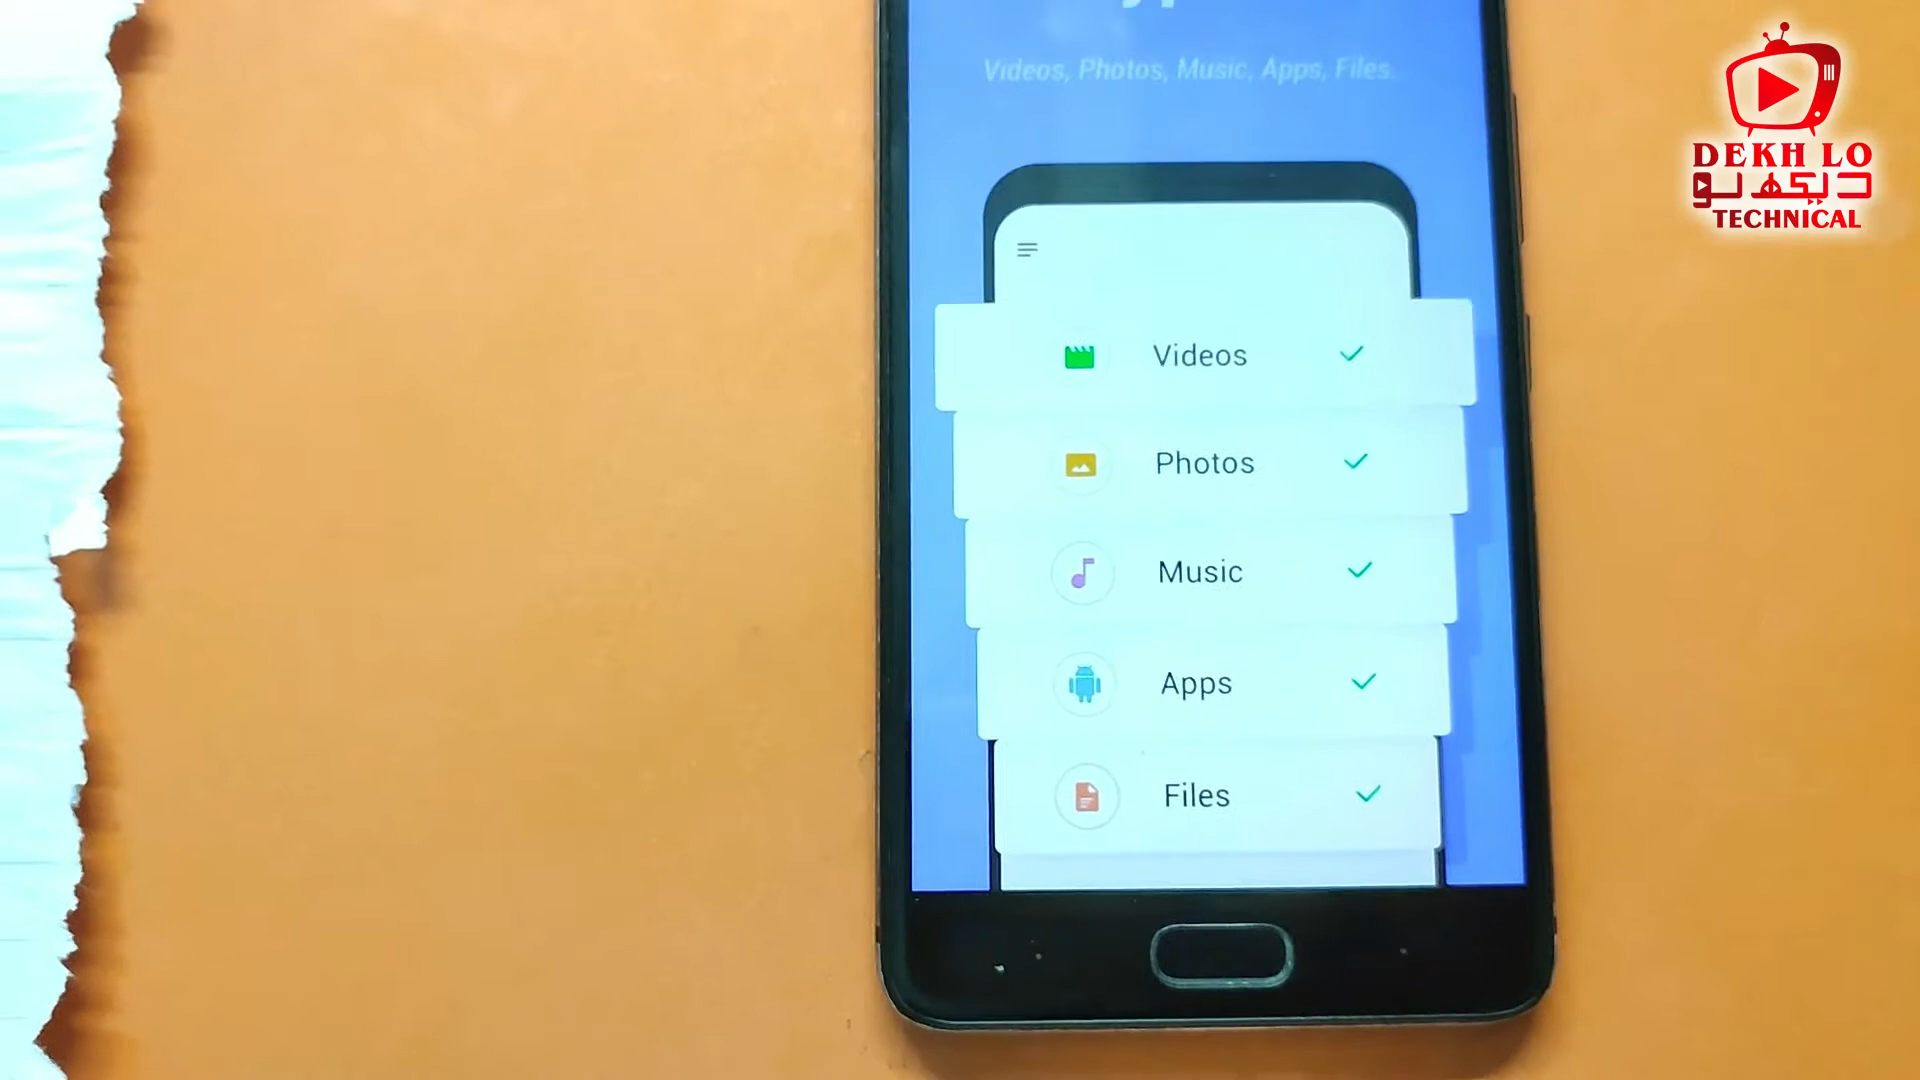 Videos, Photos, Music, Apps, Files.
Videos
Photos
Music
Apps
Files
DEKH LO
دیکھ لو
TECHNICAL